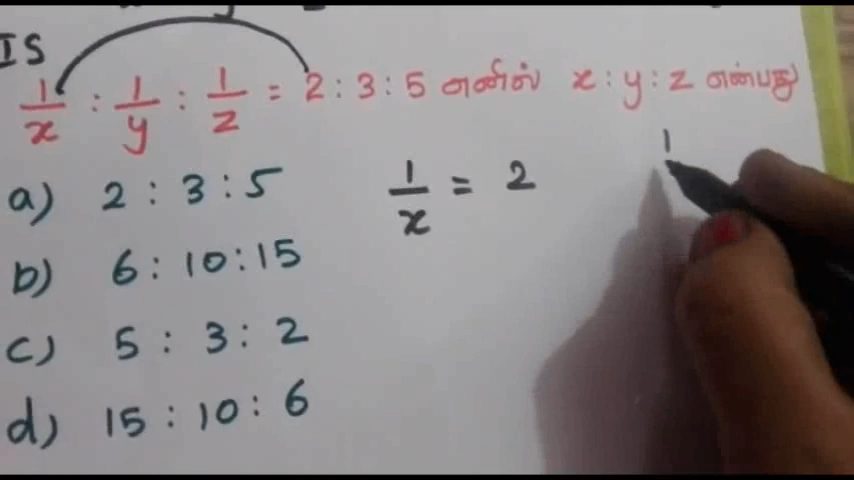 IS
1/x : 1/y : 1/z = 2 : 3 : 5 எனில் x : y : z என்பது
a) 2 : 3 : 5
1/x = 2
1
b) 6 : 10 : 15
c) 5 : 3 : 2
d) 15 : 10 : 6